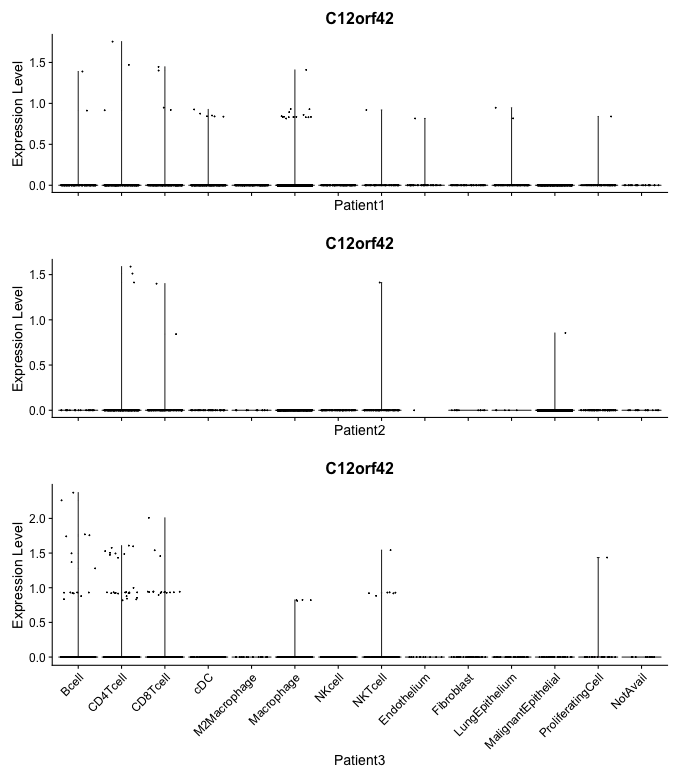 C12orf42
Expression Level
1.5
1.0
0.5
0.0
Patient1
C12orf42
Expression Level
1.5
1.0
0.5
0.0
Patient2
C12orf42
Expression Level
2.0
1.5
1.0
0.5
0.0
Bcell
CD4Tcell
CD8Tcell
cDC
M2Macrophage
Macrophage
NKcell
NKTcell
Endothelium
Fibroblast
LungEpithelium
MalignantEpithelial
ProliferatingCell
NotAvail
Patient3